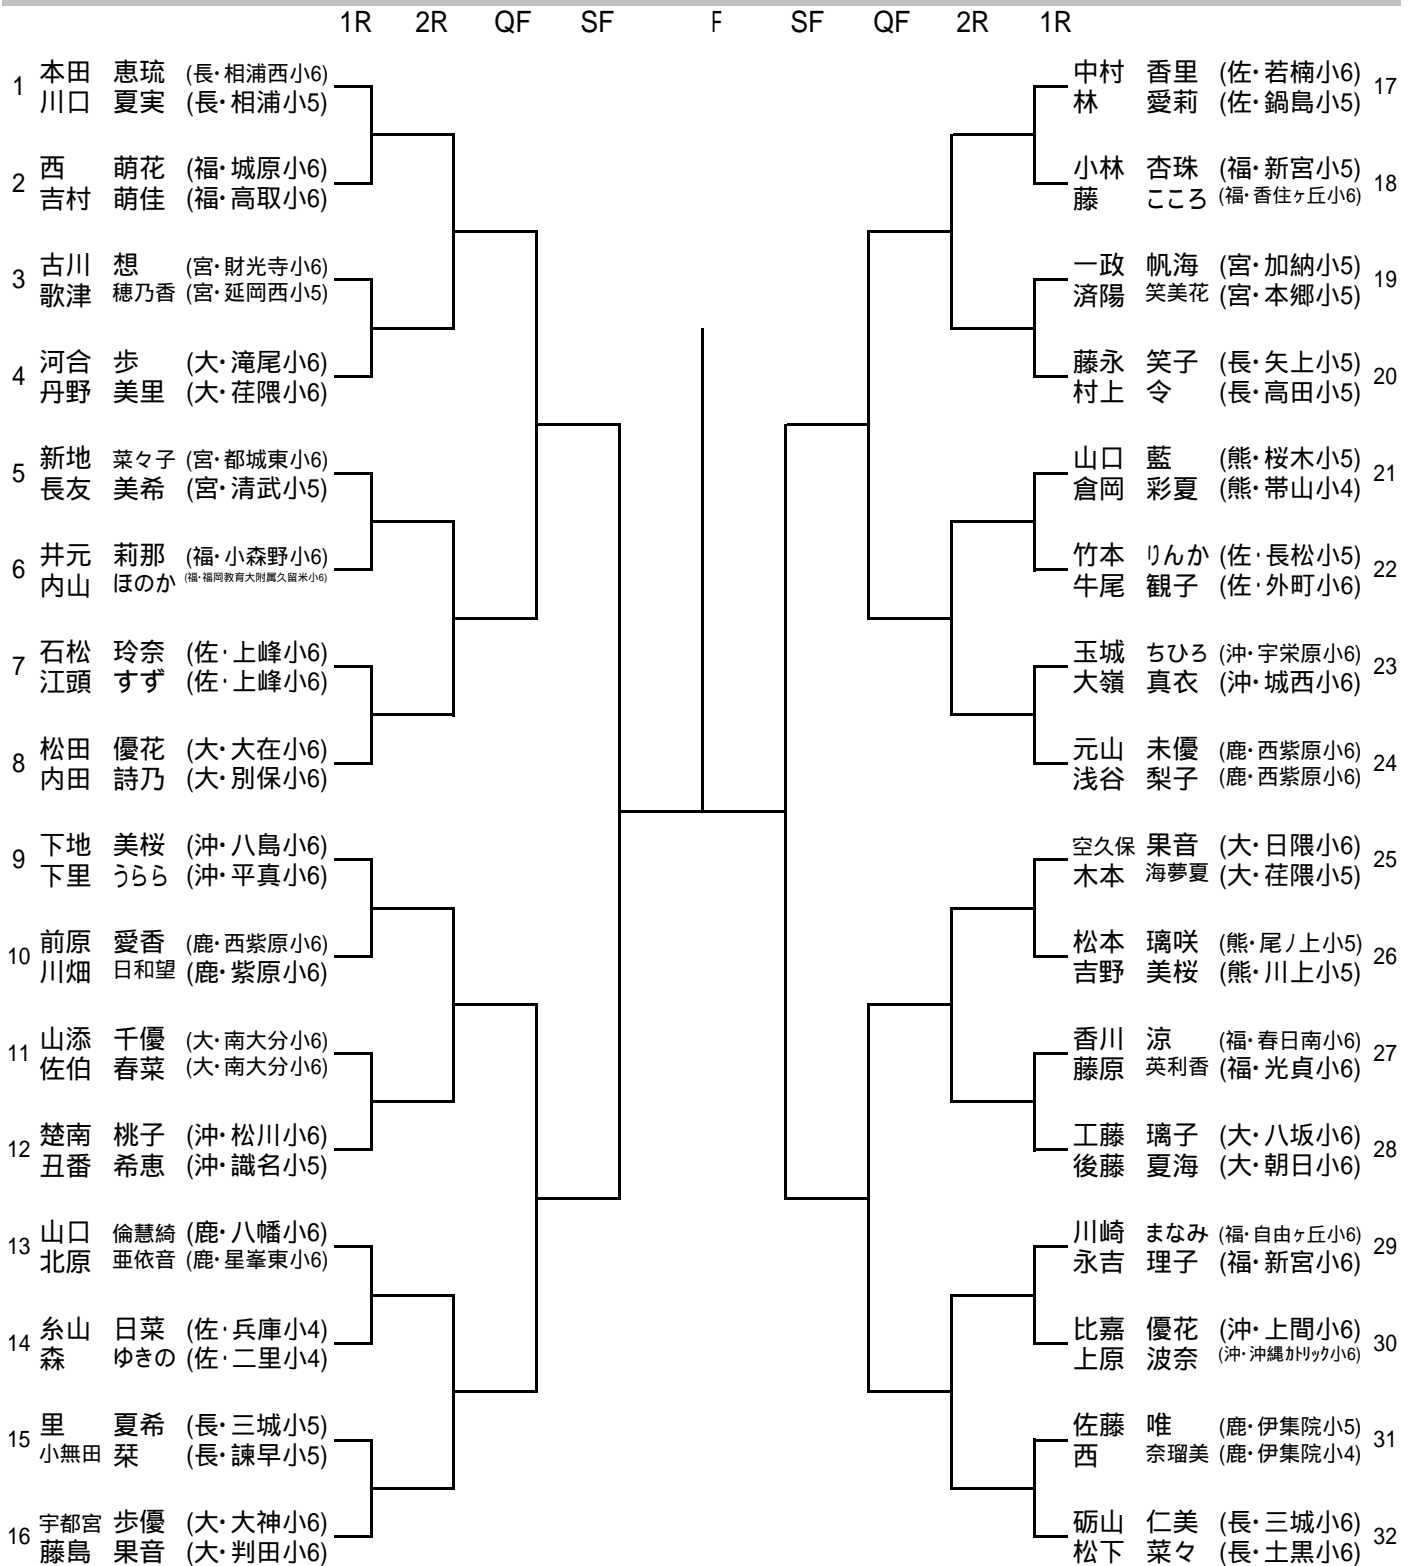 1R 2R QF SF F SF QF 2R 1R
1 本田 恵琉 (長・相浦西小6)
川口 夏実 (長・相浦小5)
2 西 萌花 (福・城原小6)
吉村 萌佳 (福・高取小6)
3 古川 想 (宮・財光寺小6)
歌津 穂乃香 (宮・延岡西小5)
4 河合 歩 (大・滝尾小6)
丹野 美里 (大・荏隈小6)
5 新地 菜々子 (宮・都城東小6)
長友 美希 (宮・清武小5)
6 井元 莉那 (福・小森野小6)
内山 ほのか (福・福岡教育大附属久留米小6)
7 石松 玲奈 (佐・上峰小6)
江頭 すず (佐・上峰小6)
8 松田 優花 (大・大在小6)
内田 詩乃 (大・別保小6)
9 下地 美桜 (沖・八島小6)
下里 うらら (沖・平真小6)
10 前原 愛香 (鹿・西紫原小6)
川畑 日和望 (鹿・紫原小6)
11 山添 千優 (大・南大分小6)
佐伯 春菜 (大・南大分小6)
12 楚南 桃子 (沖・松川小6)
丑番 希恵 (沖・識名小5)
13 山口 倫慧綺 (鹿・八幡小6)
北原 亜依音 (鹿・星峯東小6)
14 糸山 日菜 (佐・兵庫小4)
森 ゆきの (佐・二里小4)
15 里 夏希 (長・三城小5)
小無田 栞 (長・諫早小5)
16 宇都宮 歩優 (大・大神小6)
藤島 果音 (大・判田小6)
中村 香里 (佐・若楠小6) 17
林 愛莉 (佐・鍋島小5)
小林 杏珠 (福・新宮小5) 18
藤 こころ (福・香住ヶ丘小6)
一政 帆海 (宮・加納小5) 19
済陽 笑美花 (宮・本郷小5)
藤永 笑子 (長・矢上小5) 20
村上 令 (長・高田小5)
山口 藍 (熊・桜木小5) 21
倉岡 彩夏 (熊・帯山小4)
竹本 りんか (佐・長松小5) 22
牛尾 観子 (佐・外町小6)
玉城 ちひろ (沖・宇栄原小6) 23
大嶺 真衣 (沖・城西小6)
元山 未優 (鹿・西紫原小6) 24
浅谷 梨子 (鹿・西紫原小6)
空久保 果音 (大・日隈小6) 25
木本 海夢夏 (大・荏隈小5)
松本 璃咲 (熊・尾ノ上小5) 26
吉野 美桜 (熊・川上小5)
香川 涼 (福・春日南小6) 27
藤原 英利香 (福・光貞小6)
工藤 璃子 (大・八坂小6) 28
後藤 夏海 (大・朝日小6)
川崎 まなみ (福・自由ヶ丘小6) 29
永吉 理子 (福・新宮小6)
比嘉 優花 (沖・上間小6) 30
上原 波奈 (沖・沖縄ｶﾄﾘｯｸ小6)
佐藤 唯 (鹿・伊集院小5) 31
西 奈瑠美 (鹿・伊集院小4)
砺山 仁美 (長・三城小6) 32
松下 菜々 (長・土黒小6)